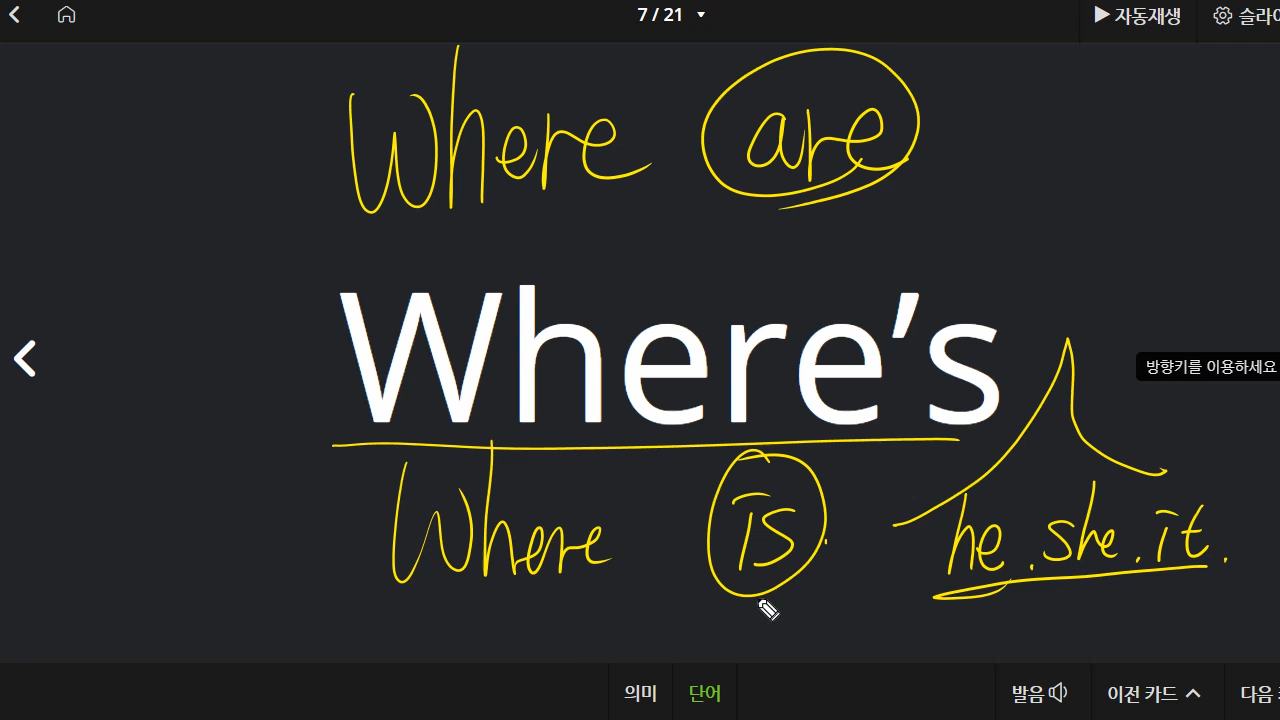 7 / 21 자동재생 슬라이
Where are
Where's
방향키를 이용하세요
Where is he.she.it.
의미 단어 발음 이전 카드 다음